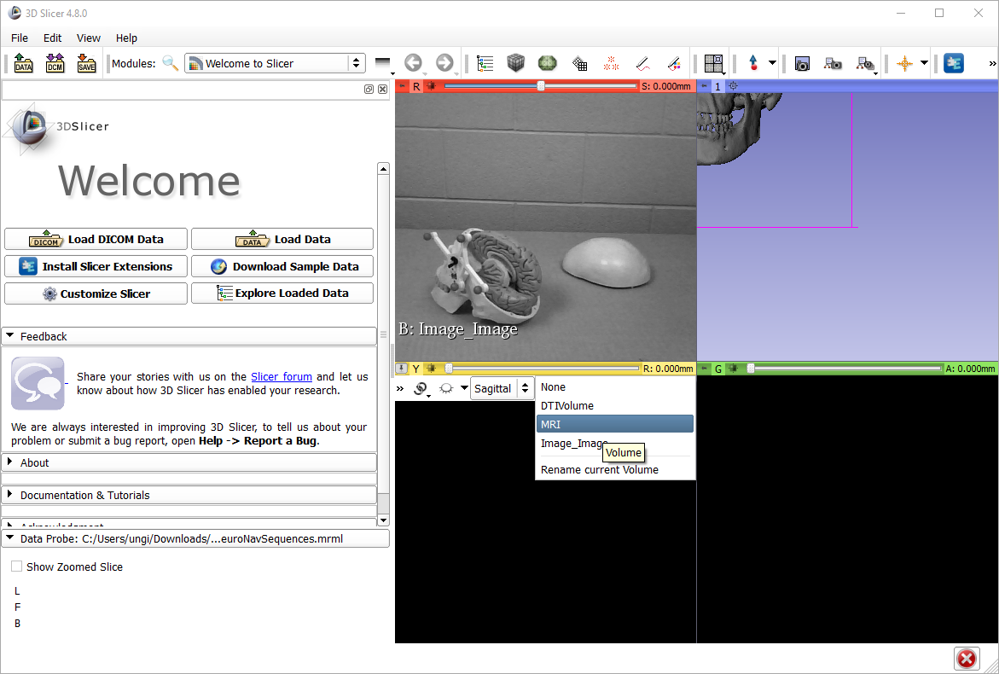 3D Slicer 4.8.0
File Edit View Help
DATA DCM SAVE Modules: Welcome to Slicer
R S: 0.000mm
1
3DSlicer
Welcome
DICOM Load DICOM Data
DATA Load Data
Install Slicer Extensions
Download Sample Data
Customize Slicer
Explore Loaded Data
Feedback
Share your stories with us on the Slicer forum and let us
know about how 3D Slicer has enabled your research.
We are always interested in improving 3D Slicer, to tell us about your
problem or submit a bug report, open Help -> Report a Bug.
About
Documentation & Tutorials
Acknowledgment
Data Probe: C:/Users/ungi/Downloads/...euroNavSequences.mrml
Show Zoomed Slice
L
F
B
B: Image_Image
Y R: 0.000mm
G A: 0.000mm
» Sagittal
None
DTIVolume
MRI
Image_Image
Volume
Rename current Volume